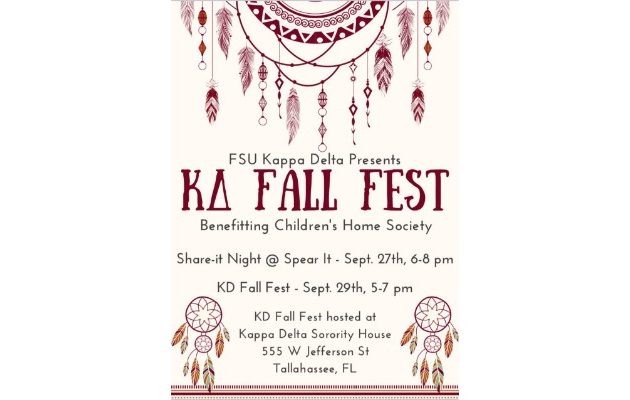 FSU Kappa Delta Presents
KΔ FALL FEST
Benefitting Children's Home Society
Share-it Night @ Spear It - Sept. 27th, 6-8 pm
KD Fall Fest - Sept. 29th, 5-7 pm
KD Fall Fest hosted at
Kappa Delta Sorority House
555 W Jefferson St
Tallahassee, FL